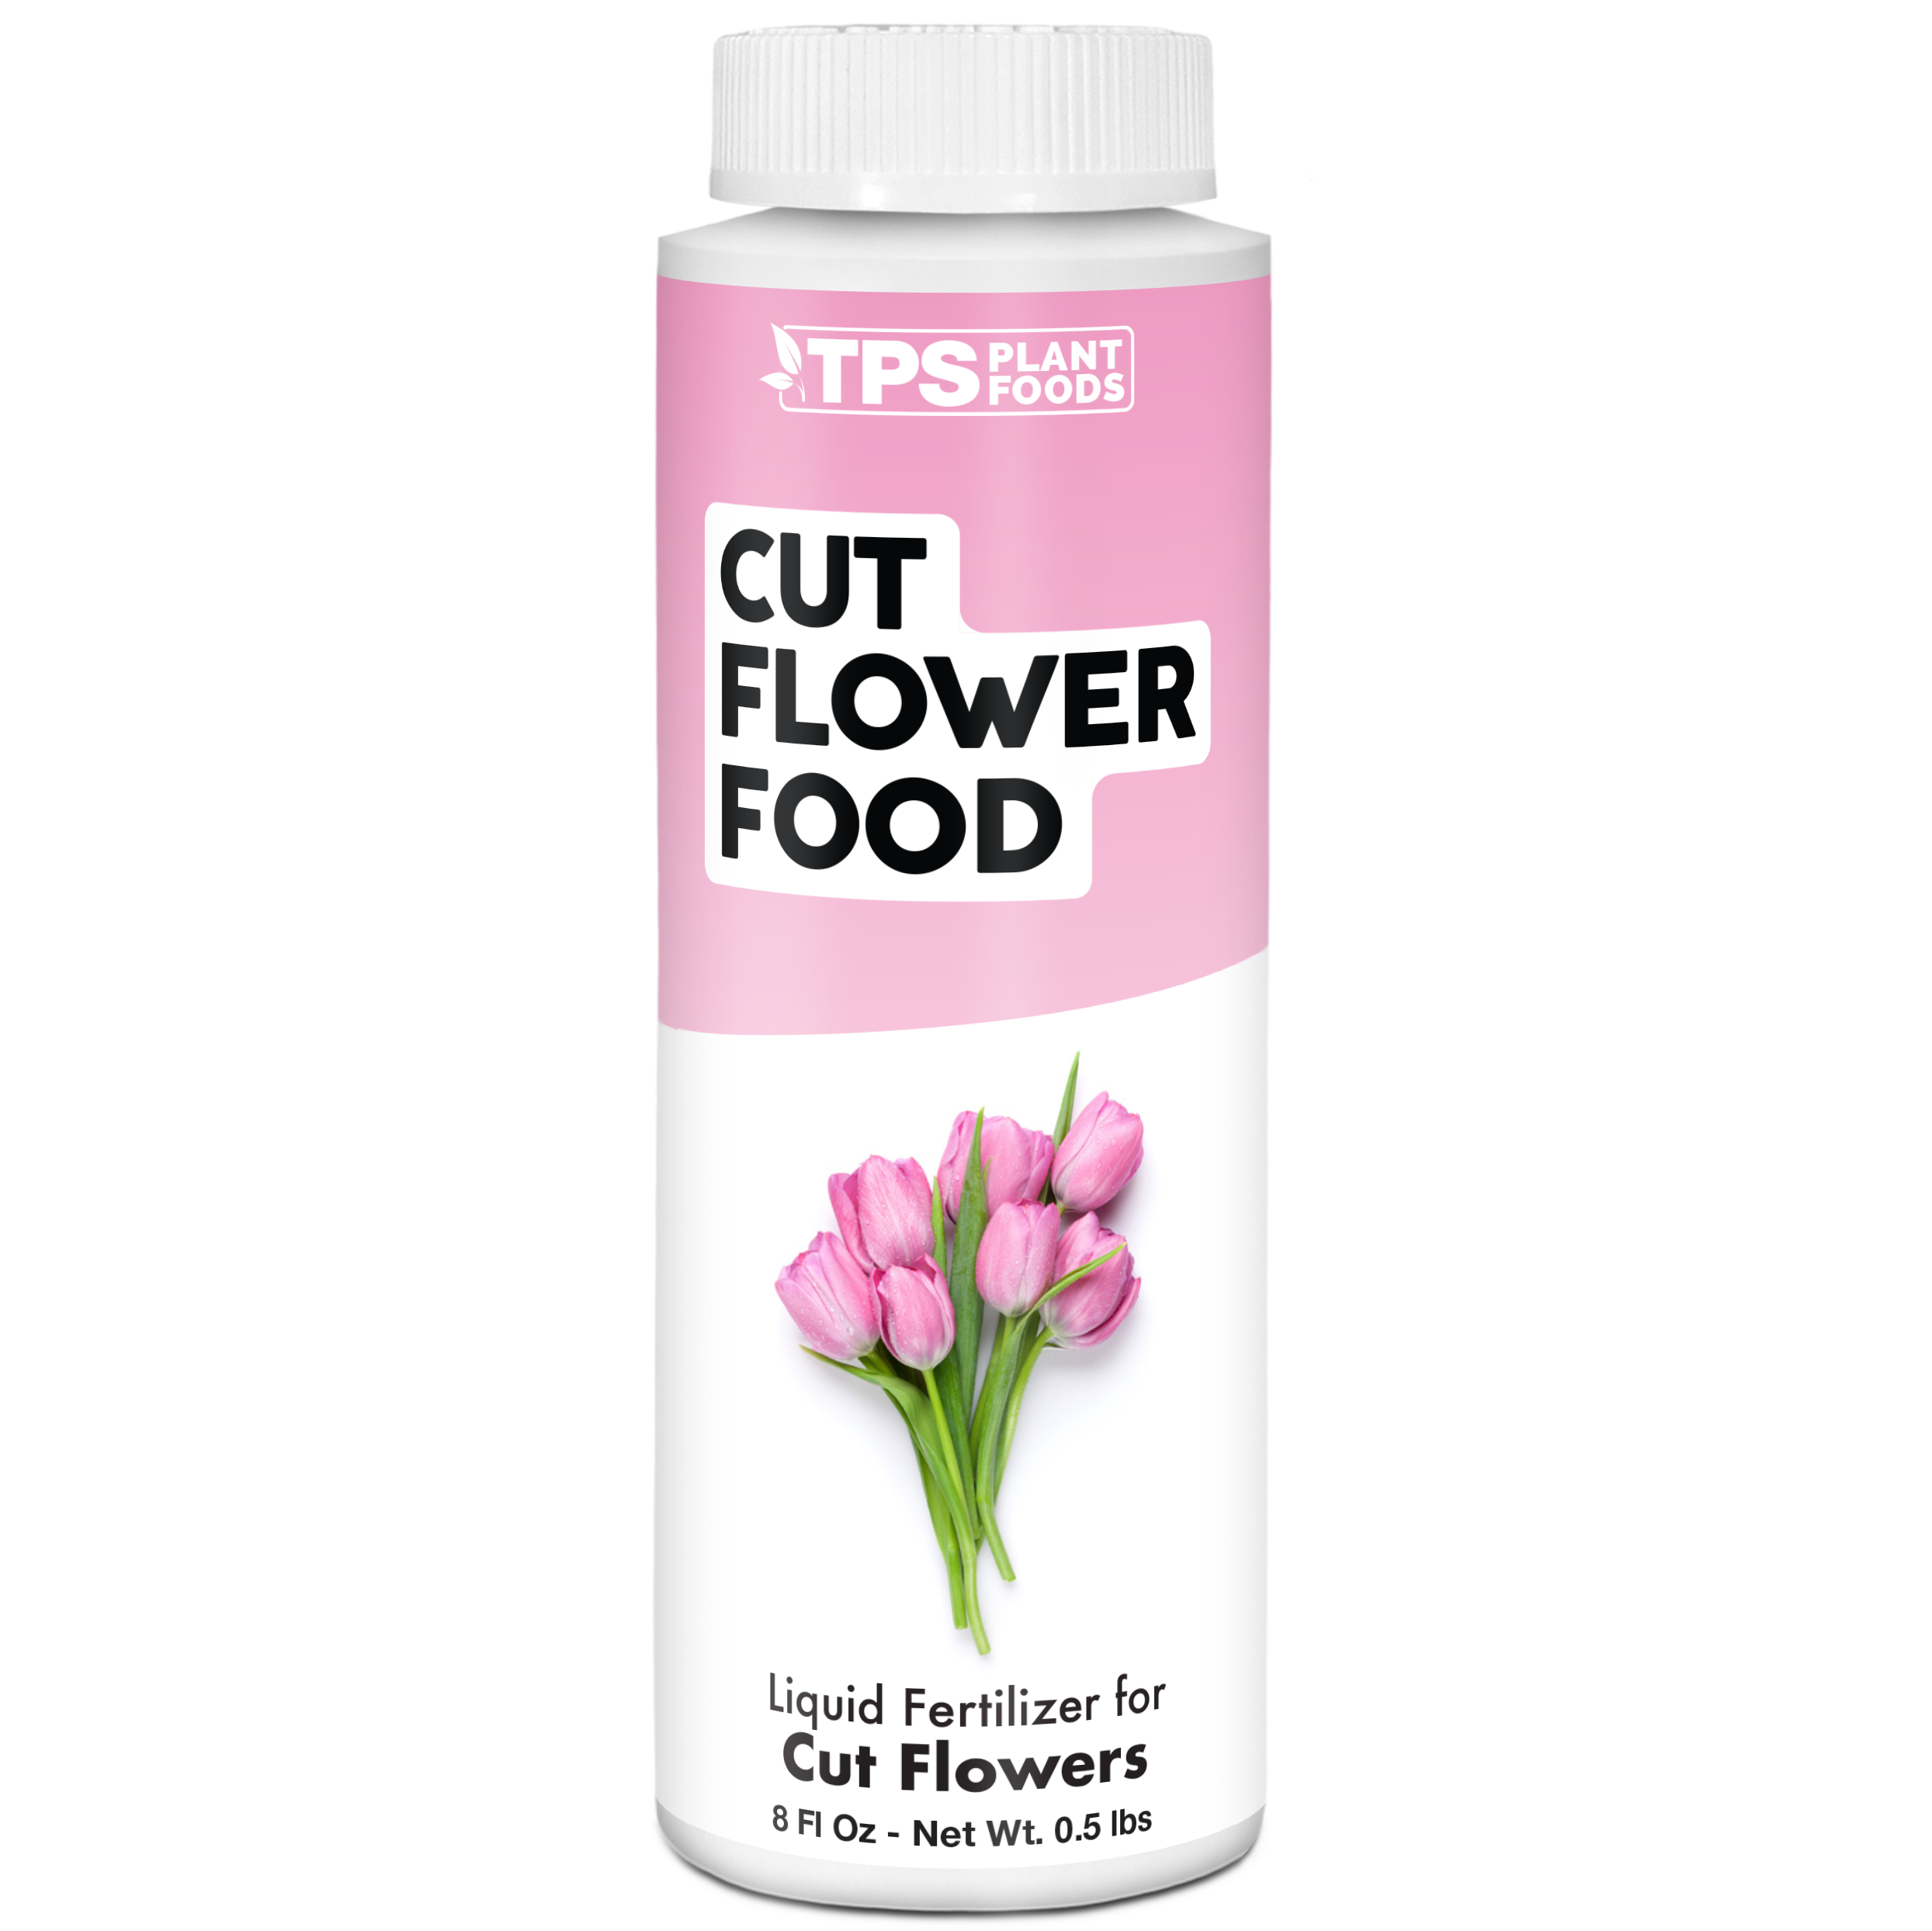 TPS PLANT FOODS
CUT
FLOWER
FOOD
Liquid Fertilizer for
Cut Flowers
8 Fl Oz - Net Wt. 0.5 lbs